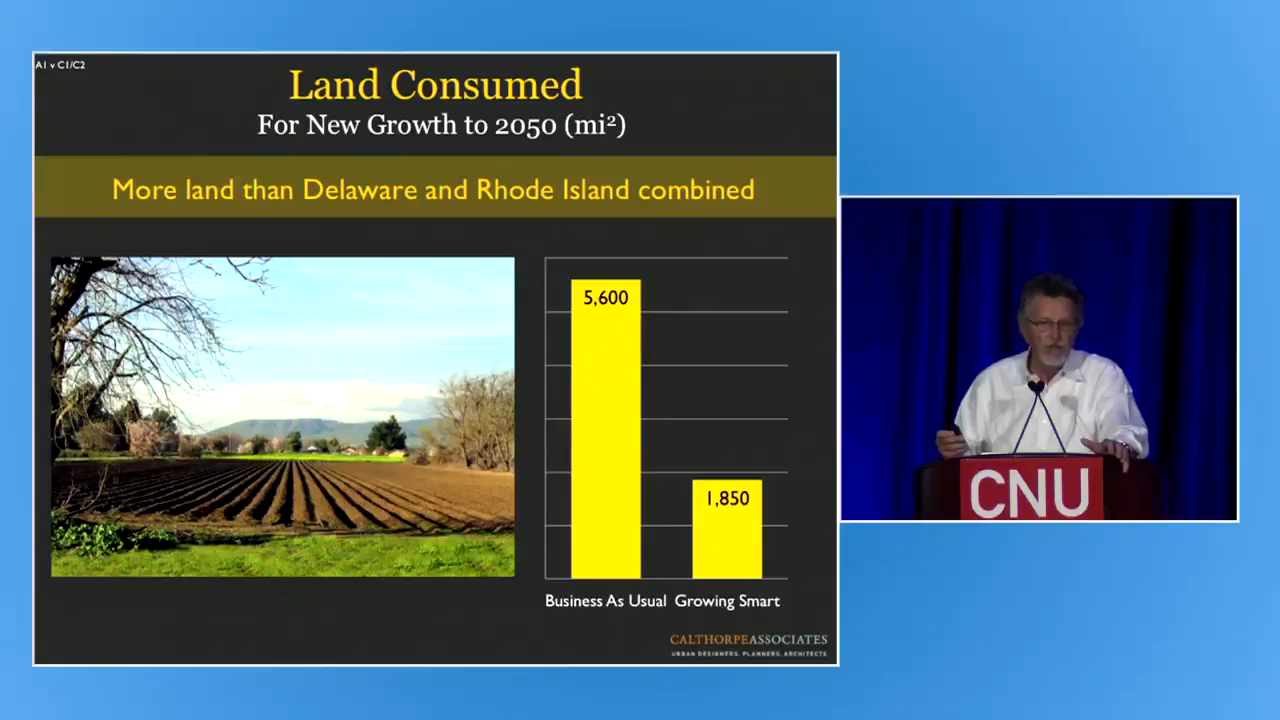 A1 v C1/C2
Land Consumed
For New Growth to 2050 (mi²)
More land than Delaware and Rhode Island combined
5,600
1,850
Business As Usual Growing Smart
CALTHORPEASSOCIATES
URBAN DESIGNERS. PLANNERS. ARCHITECTS
CNU